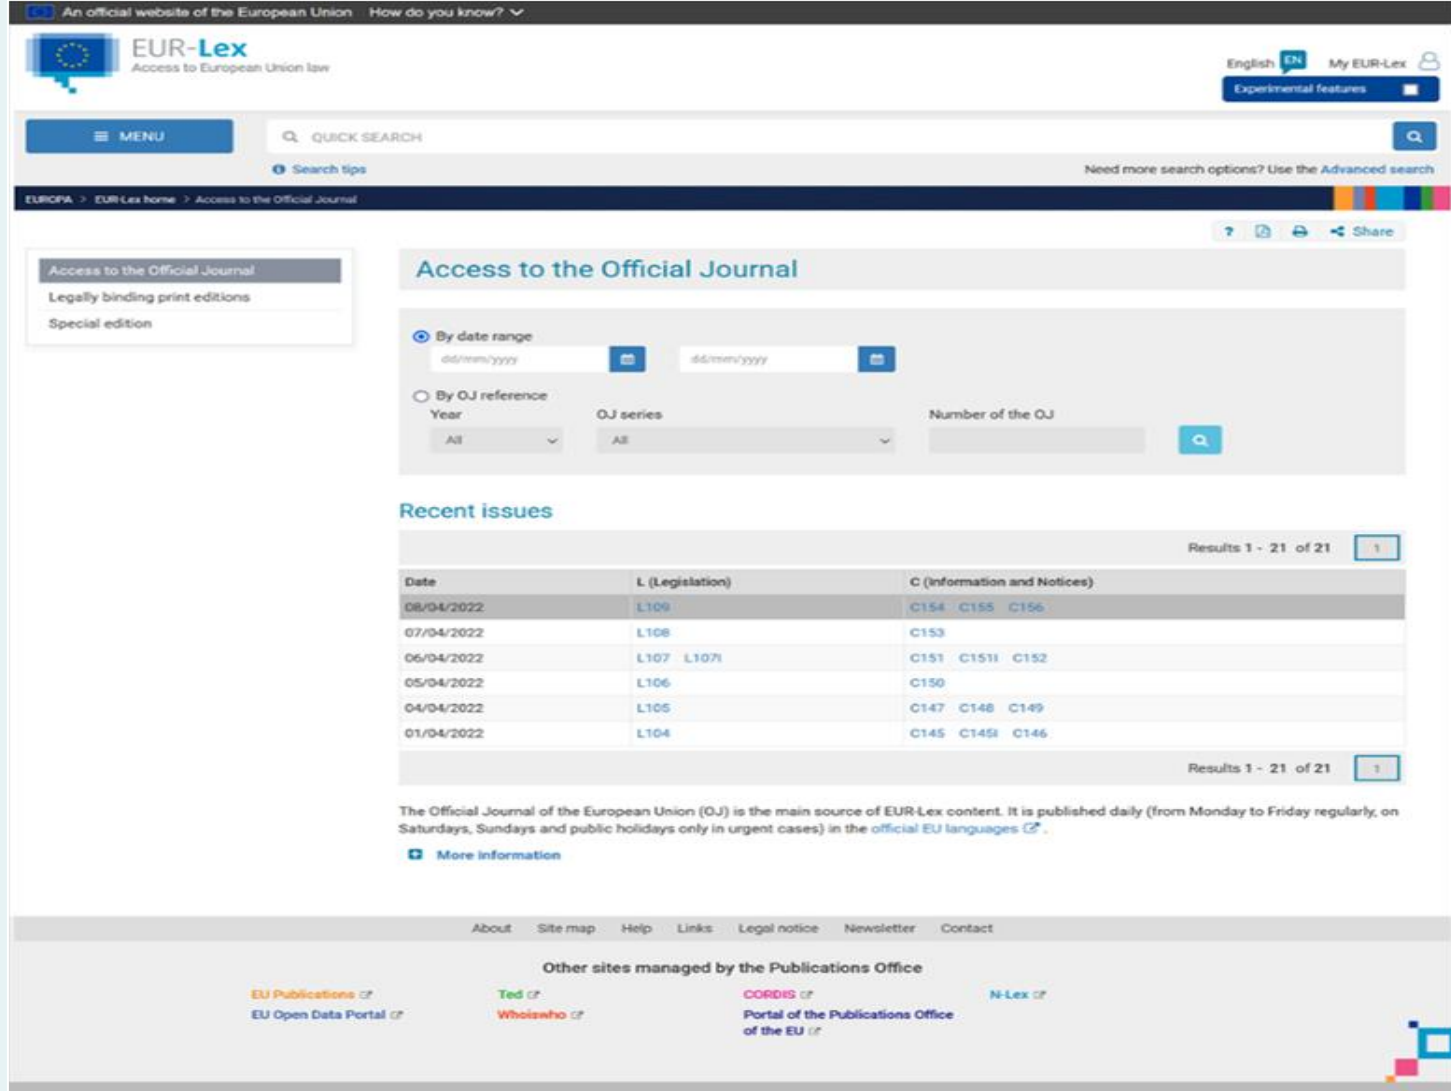 An official website of the European Union How do you know?
EUR-Lex
Access to European Union law
English EN My EUR-Lex
Experimental features
MENU
QUICK SEARCH
Search tips
Need more search options? Use the Advanced search
EUROPA > EUR-Lex home > Access to the Official Journal
? Share
Access to the Official Journal
Legally binding print editions
Special edition
Access to the Official Journal
By date range
dd/mm/yyyy dd/mm/yyyy
By OJ reference
Year OJ series Number of the OJ
All All
Recent issues
Results 1 - 21 of 21 1
Date L (Legislation) C (Information and Notices)
08/04/2022 L109 C154 C155 C156
07/04/2022 L108 C153
06/04/2022 L107 L107I C151 C151I C152
05/04/2022 L106 C150
04/04/2022 L105 C147 C148 C149
01/04/2022 L104 C145 C145I C146
Results 1 - 21 of 21 1
The Official Journal of the European Union (OJ) is the main source of EUR-Lex content. It is published daily (from Monday to Friday regularly, on
Saturdays, Sundays and public holidays only in urgent cases) in the official EU languages .
More information
About Site map Help Links Legal notice Newsletter Contact
Other sites managed by the Publications Office
EU Publications Ted CORDIS N-Lex
EU Open Data Portal Whoiswho Portal of the Publications Office
of the EU